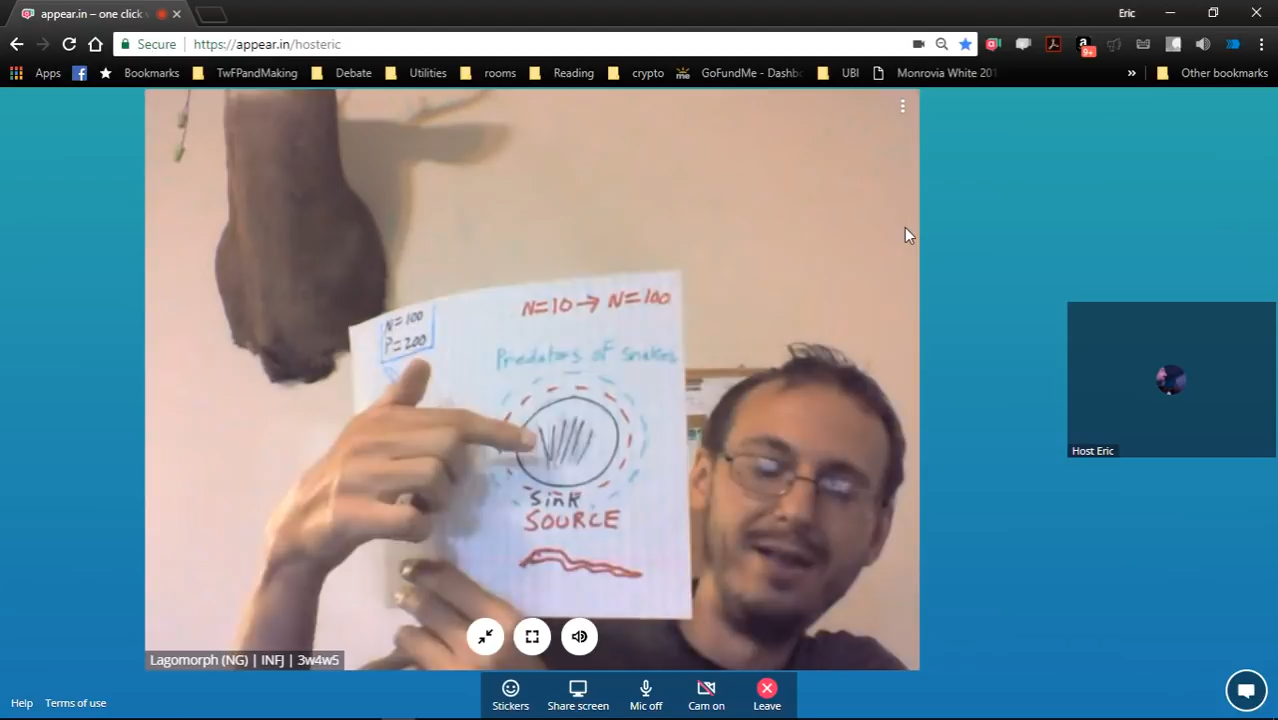 appear.in – one click v
Eric
Secure
https://appear.in/hosteric
9+
Apps
Bookmarks
TwFPandMaking
Debate
Utilities
rooms
Reading
crypto
me
GoFundMe - Dashbo
UBI
Monrovia White 201
»
Other bookmarks
N=10 → N=100
N=100
P=200
Predators of snakes
Sink
SOURCE
Host Eric
Lagomorph (NG) | INFJ | 3w4w5
Help
Terms of use
Stickers
Share screen
Mic off
Cam on
Leave